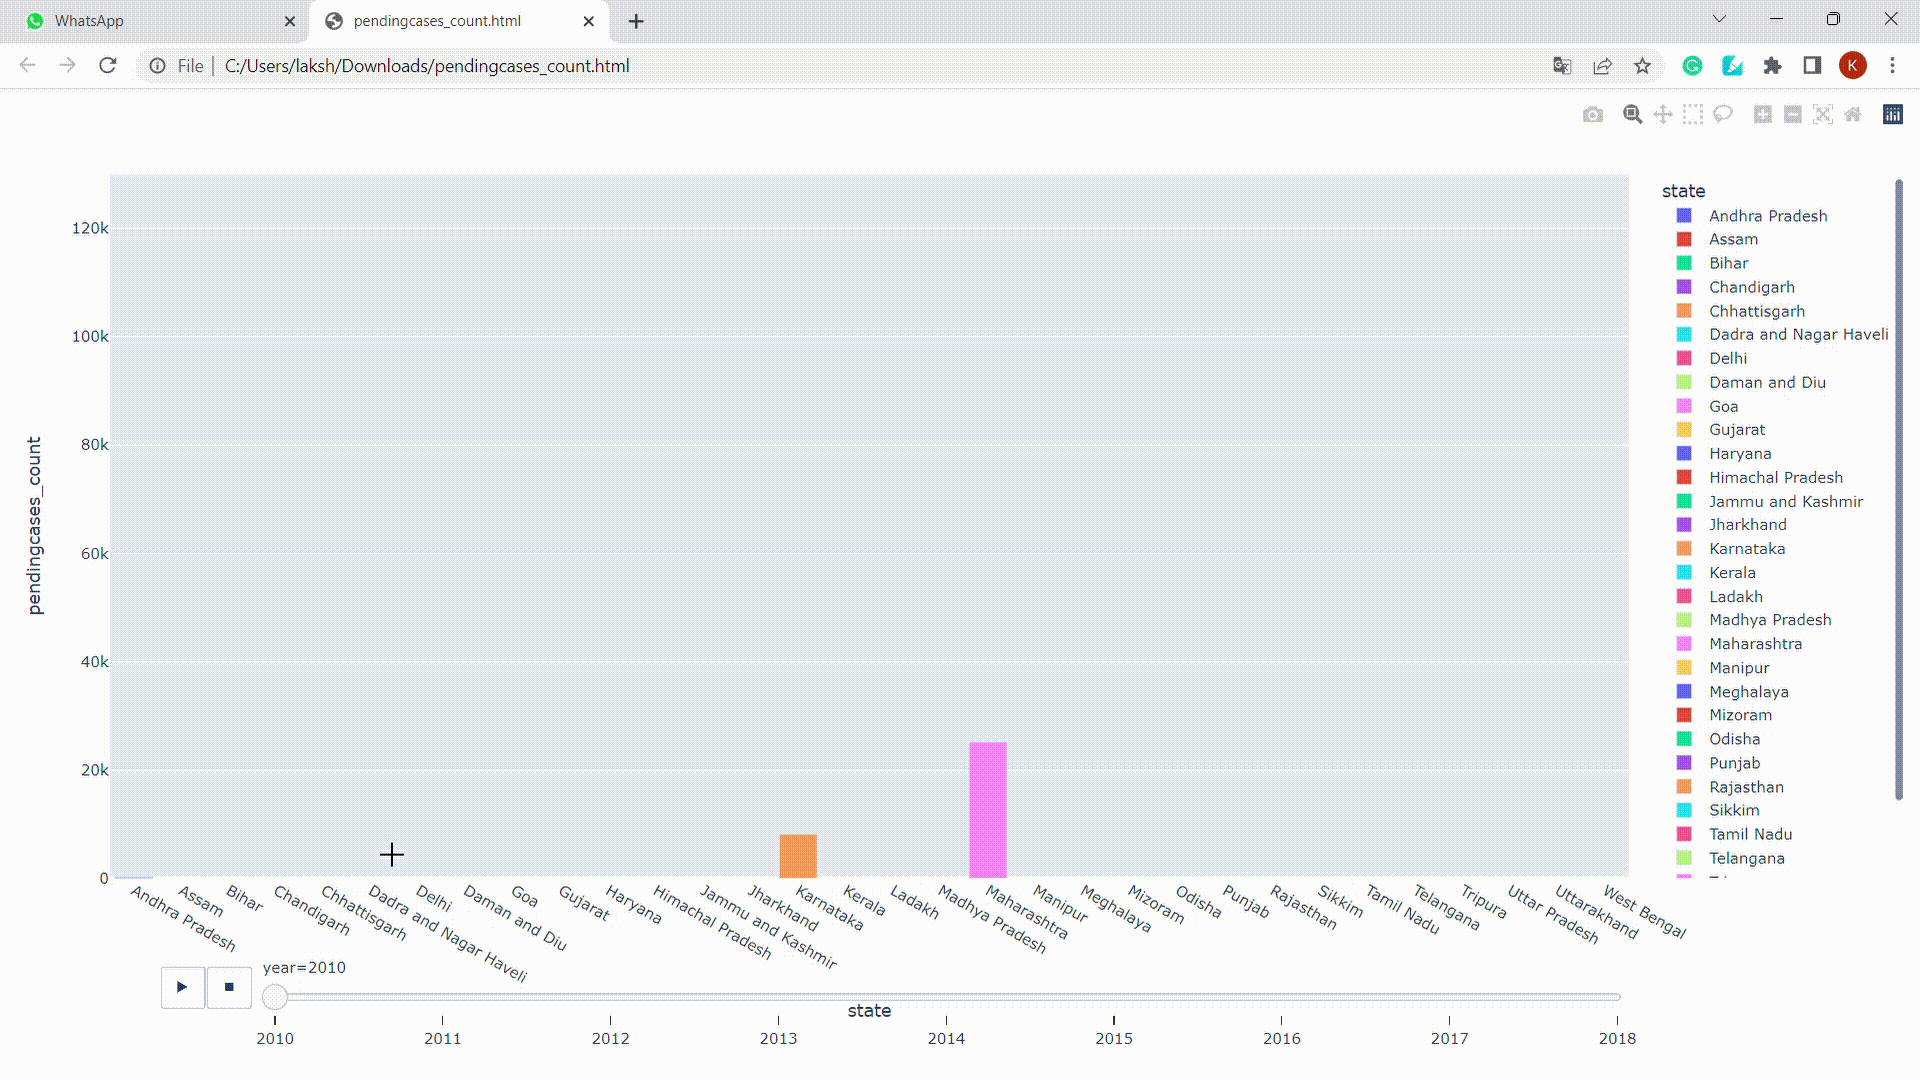 WhatsApp
pendingcases_count.html
File | C:/Users/laksh/Downloads/pendingcases_count.html
K
state
Andhra Pradesh
Assam
Bihar
Chandigarh
Chhattisgarh
Dadra and Nagar Haveli
Delhi
Daman and Diu
Goa
Gujarat
Haryana
Himachal Pradesh
Jammu and Kashmir
Jharkhand
Karnataka
Kerala
Ladakh
Madhya Pradesh
Maharashtra
Manipur
Meghalaya
Mizoram
Odisha
Punjab
Rajasthan
Sikkim
Tamil Nadu
Telangana
pendingcases_count
120k
100k
80k
60k
40k
20k
0
Andhra Pradesh
Assam
Bihar
Chandigarh
Chhattisgarh
Dadra and Nagar Haveli
Delhi
Daman and Diu
Goa
Gujarat
Haryana
Himachal Pradesh
Jammu and Kashmir
Jharkhand
Karnataka
Kerala
Ladakh
Madhya Pradesh
Maharashtra
Manipur
Meghalaya
Mizoram
Odisha
Punjab
Rajasthan
Sikkim
Tamil Nadu
Telangana
Tripura
Uttar Pradesh
Uttarakhand
West Bengal
year=2010
state
2010 2011 2012 2013 2014 2015 2016 2017 2018